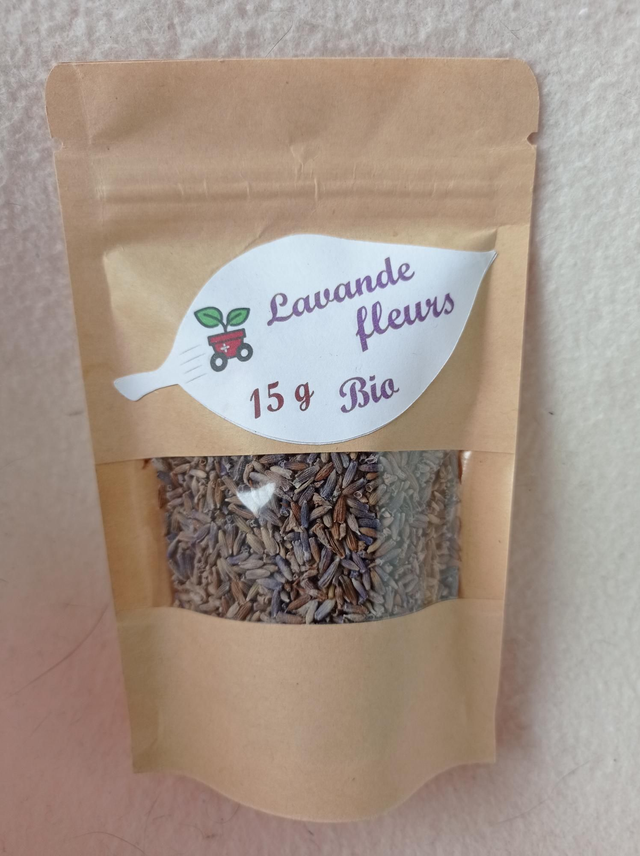 Lavande
fleurs
15 g Bio